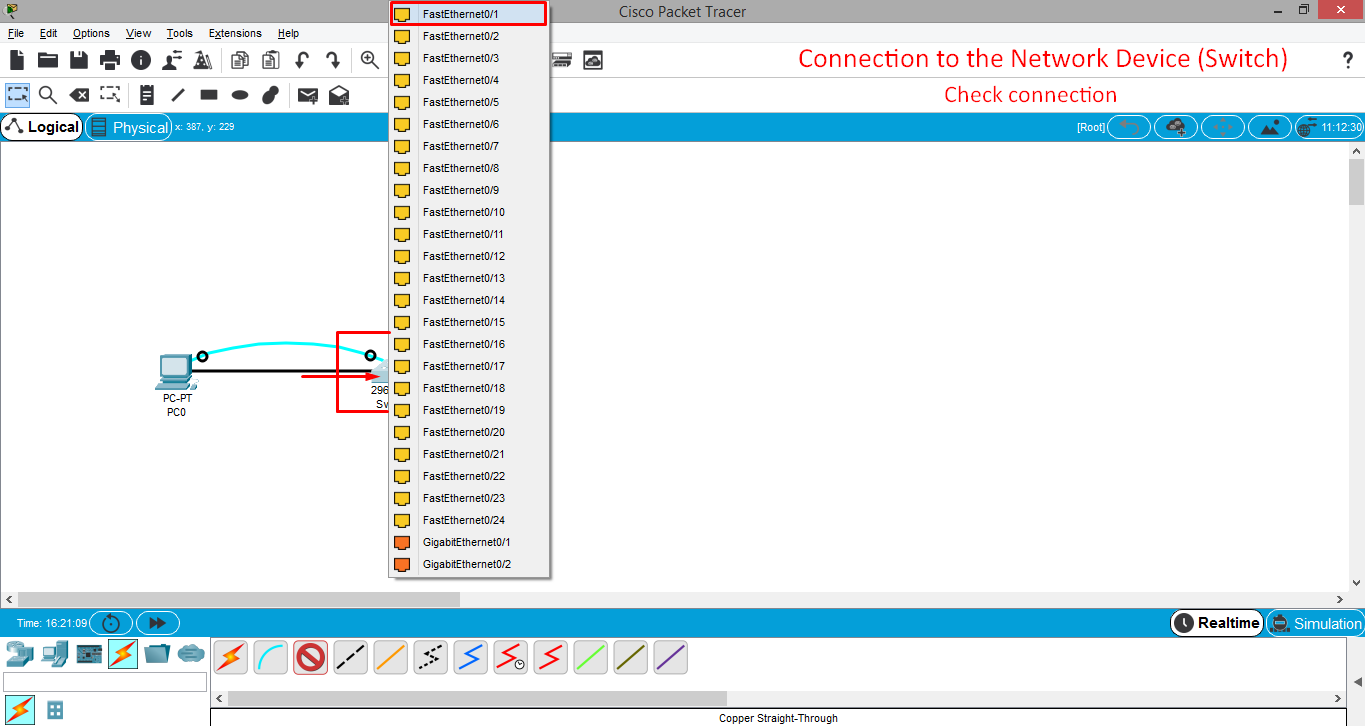 Cisco Packet Tracer
File Edit Options View Tools Extensions Help
Connection to the Network Device (Switch)
?
Check connection
Logical
Physical
x: 387, y: 229
[Root]
11:12:30
FastEthernet0/1
FastEthernet0/2
FastEthernet0/3
FastEthernet0/4
FastEthernet0/5
FastEthernet0/6
FastEthernet0/7
FastEthernet0/8
FastEthernet0/9
FastEthernet0/10
FastEthernet0/11
FastEthernet0/12
FastEthernet0/13
FastEthernet0/14
FastEthernet0/15
FastEthernet0/16
FastEthernet0/17
FastEthernet0/18
FastEthernet0/19
FastEthernet0/20
FastEthernet0/21
FastEthernet0/22
FastEthernet0/23
FastEthernet0/24
GigabitEthernet0/1
GigabitEthernet0/2
PC-PT
PC0
296
Sv
Time: 16:21:09
Realtime
Simulation
Copper Straight-Through